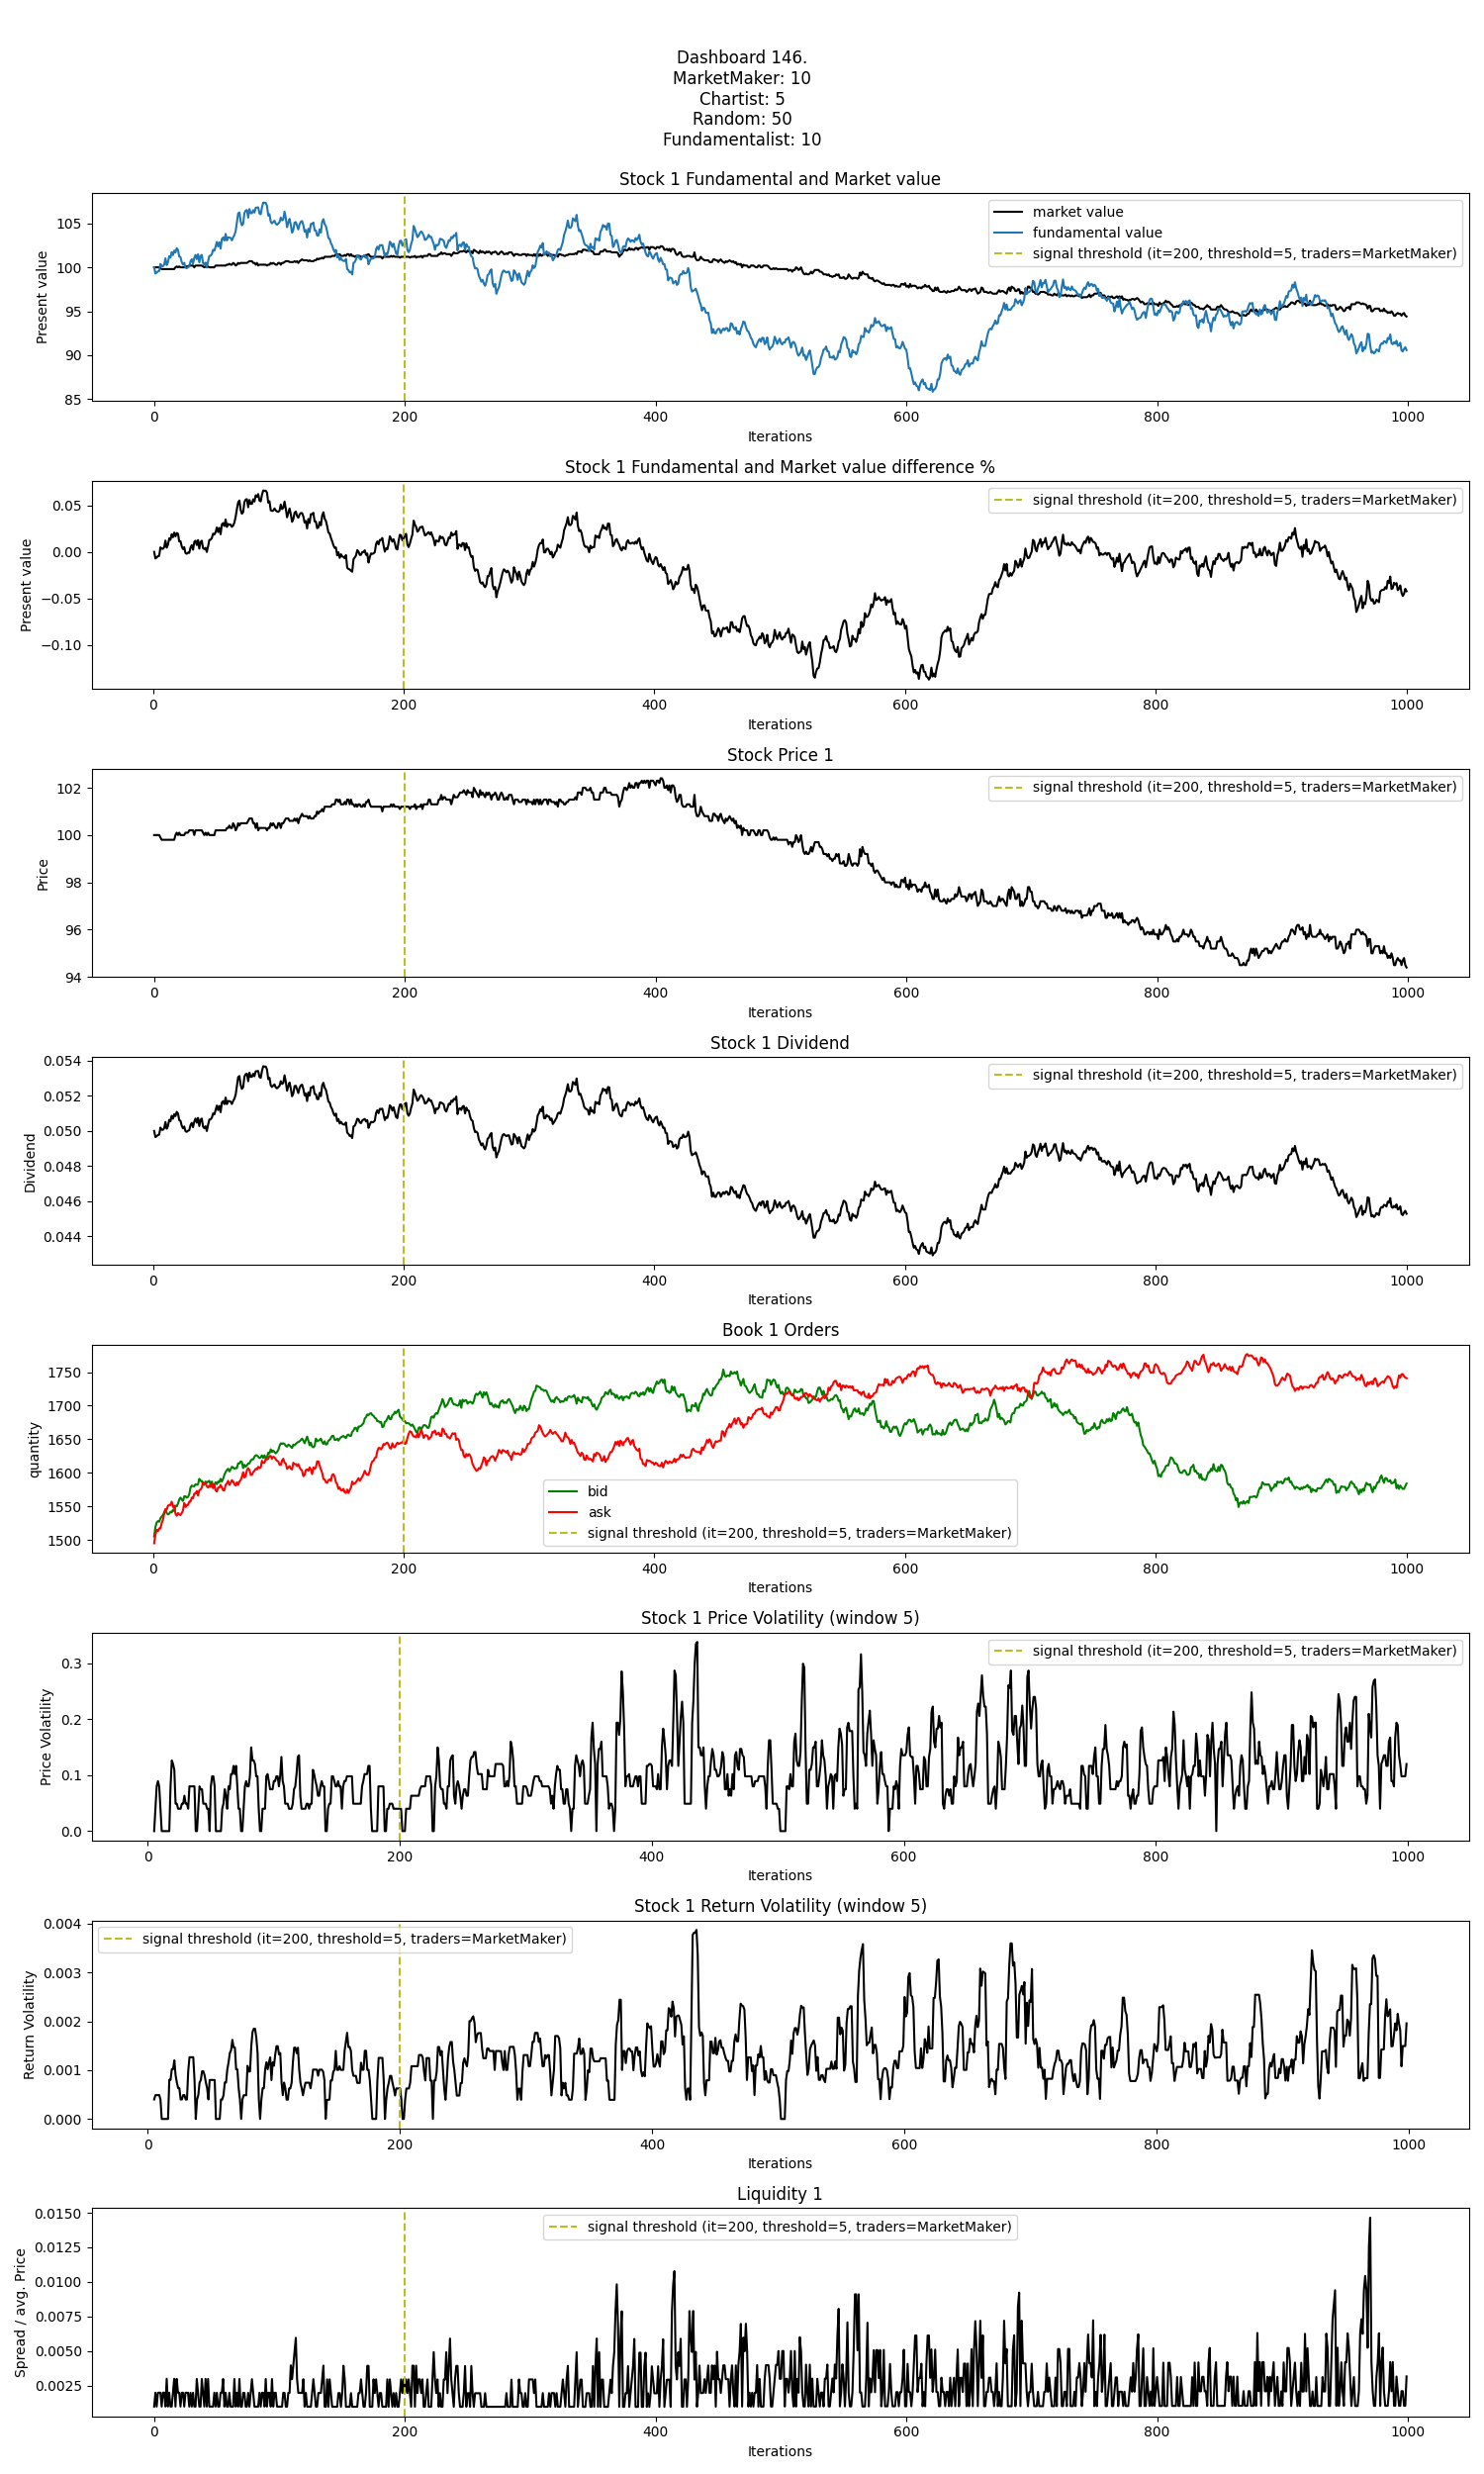 Dashboard 146.
MarketMaker: 10
Chartist: 5
Random: 50
Fundamentalist: 10
Stock 1 Fundamental and Market value
Present value
105
100
95
90
85
market value
fundamental value
signal threshold (it=200, threshold=5, traders=MarketMaker)
0 200 400 600 800 1000
Iterations
Stock 1 Fundamental and Market value difference %
Present value
0.05
0.00
−0.05
−0.10
signal threshold (it=200, threshold=5, traders=MarketMaker)
0 200 400 600 800 1000
Iterations
Stock Price 1
Price
102
100
98
96
94
signal threshold (it=200, threshold=5, traders=MarketMaker)
0 200 400 600 800 1000
Iterations
Stock 1 Dividend
Dividend
0.054
0.052
0.050
0.048
0.046
0.044
signal threshold (it=200, threshold=5, traders=MarketMaker)
0 200 400 600 800 1000
Iterations
Book 1 Orders
quantity
1750
1700
1650
1600
1550
1500
bid
ask
signal threshold (it=200, threshold=5, traders=MarketMaker)
0 200 400 600 800 1000
Iterations
Stock 1 Price Volatility (window 5)
Price Volatility
0.3
0.2
0.1
0.0
signal threshold (it=200, threshold=5, traders=MarketMaker)
0 200 400 600 800 1000
Iterations
Stock 1 Return Volatility (window 5)
Return Volatility
0.004
0.003
0.002
0.001
0.000
signal threshold (it=200, threshold=5, traders=MarketMaker)
0 200 400 600 800 1000
Iterations
Liquidity 1
Spread / avg. Price
0.0150
0.0125
0.0100
0.0075
0.0050
0.0025
signal threshold (it=200, threshold=5, traders=MarketMaker)
0 200 400 600 800 1000
Iterations